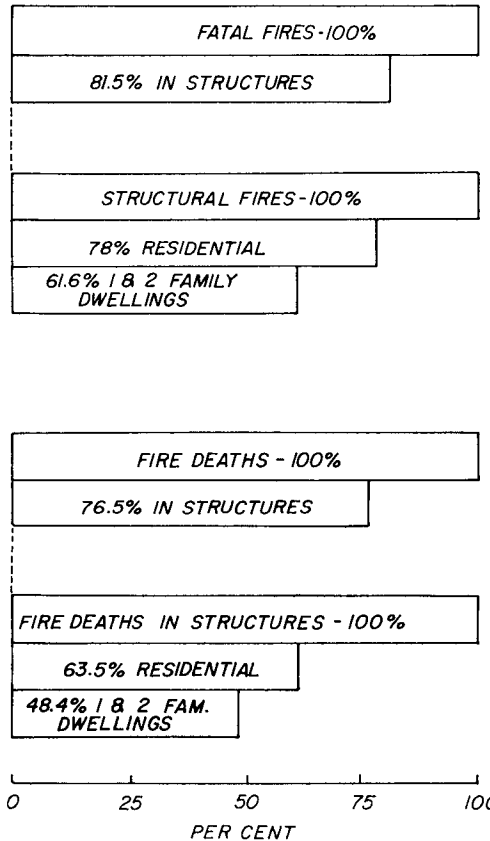 FATAL FIRES-100%
81.5% IN STRUCTURES
STRUCTURAL FIRES-100%
78% RESIDENTIAL
61.6% 1 & 2 FAMILY
DWELLINGS
FIRE DEATHS - 100%
76.5% IN STRUCTURES
FIRE DEATHS IN STRUCTURES - 100%
63.5% RESIDENTIAL
48.4% 1 & 2 FAM.
DWELLINGS
0 25 50 75 100
PER CENT